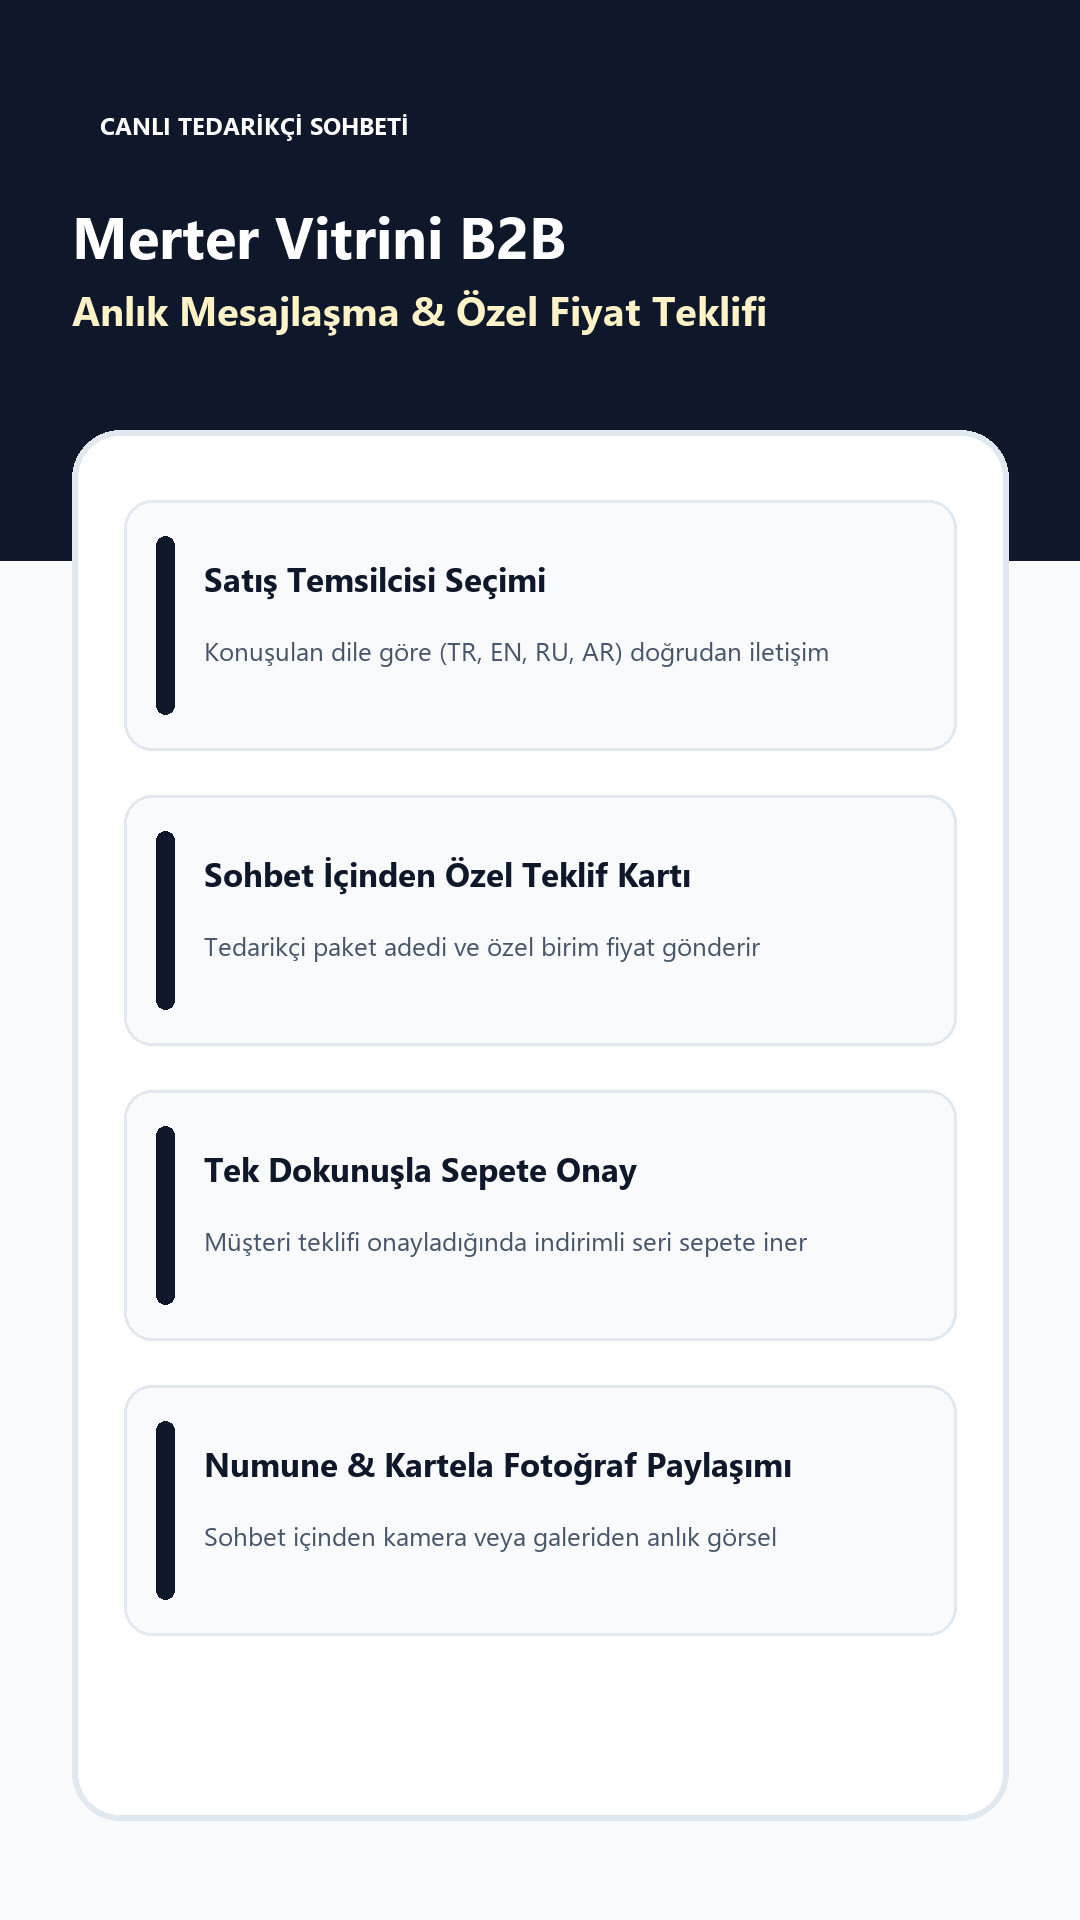 CANLI TEDARİKÇİ SOHBETİ
Merter Vitrini B2B
Anlık Mesajlaşma & Özel Fiyat Teklifi
Satış Temsilcisi Seçimi
Konuşulan dile göre (TR, EN, RU, AR) doğrudan iletişim
Sohbet İçinden Özel Teklif Kartı
Tedarikçi paket adedi ve özel birim fiyat gönderir
Tek Dokunuşla Sepete Onay
Müşteri teklifi onayladığında indirimli seri sepete iner
Numune & Kartela Fotoğraf Paylaşımı
Sohbet içinden kamera veya galeriden anlık görsel